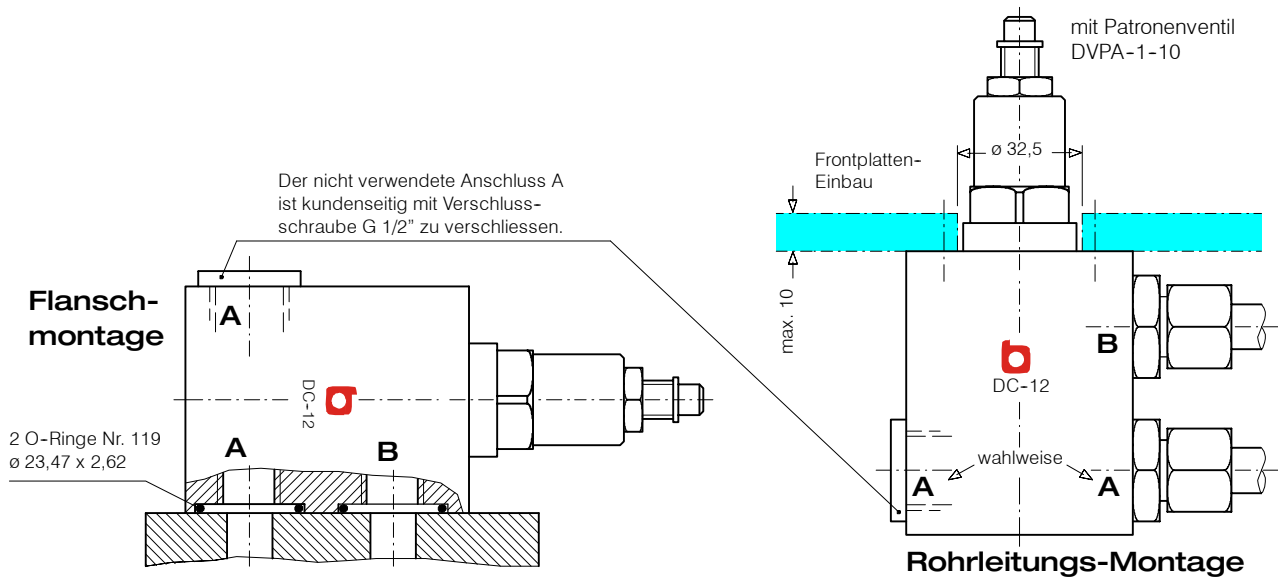 mit Patronenventil
DVPA-1-10
ø 32,5
Frontplatten-
Einbau
Der nicht verwendete Anschluss A
ist kundenseitig mit Verschluss-
schraube G 1/2” zu verschliessen.
Flansch-
montage
A
max. 10
B
DC-12
DC-12
2 O-Ringe Nr. 119
ø 23,47 x 2,62
A
B
wahlweise
A
A
Rohrleitungs-Montage